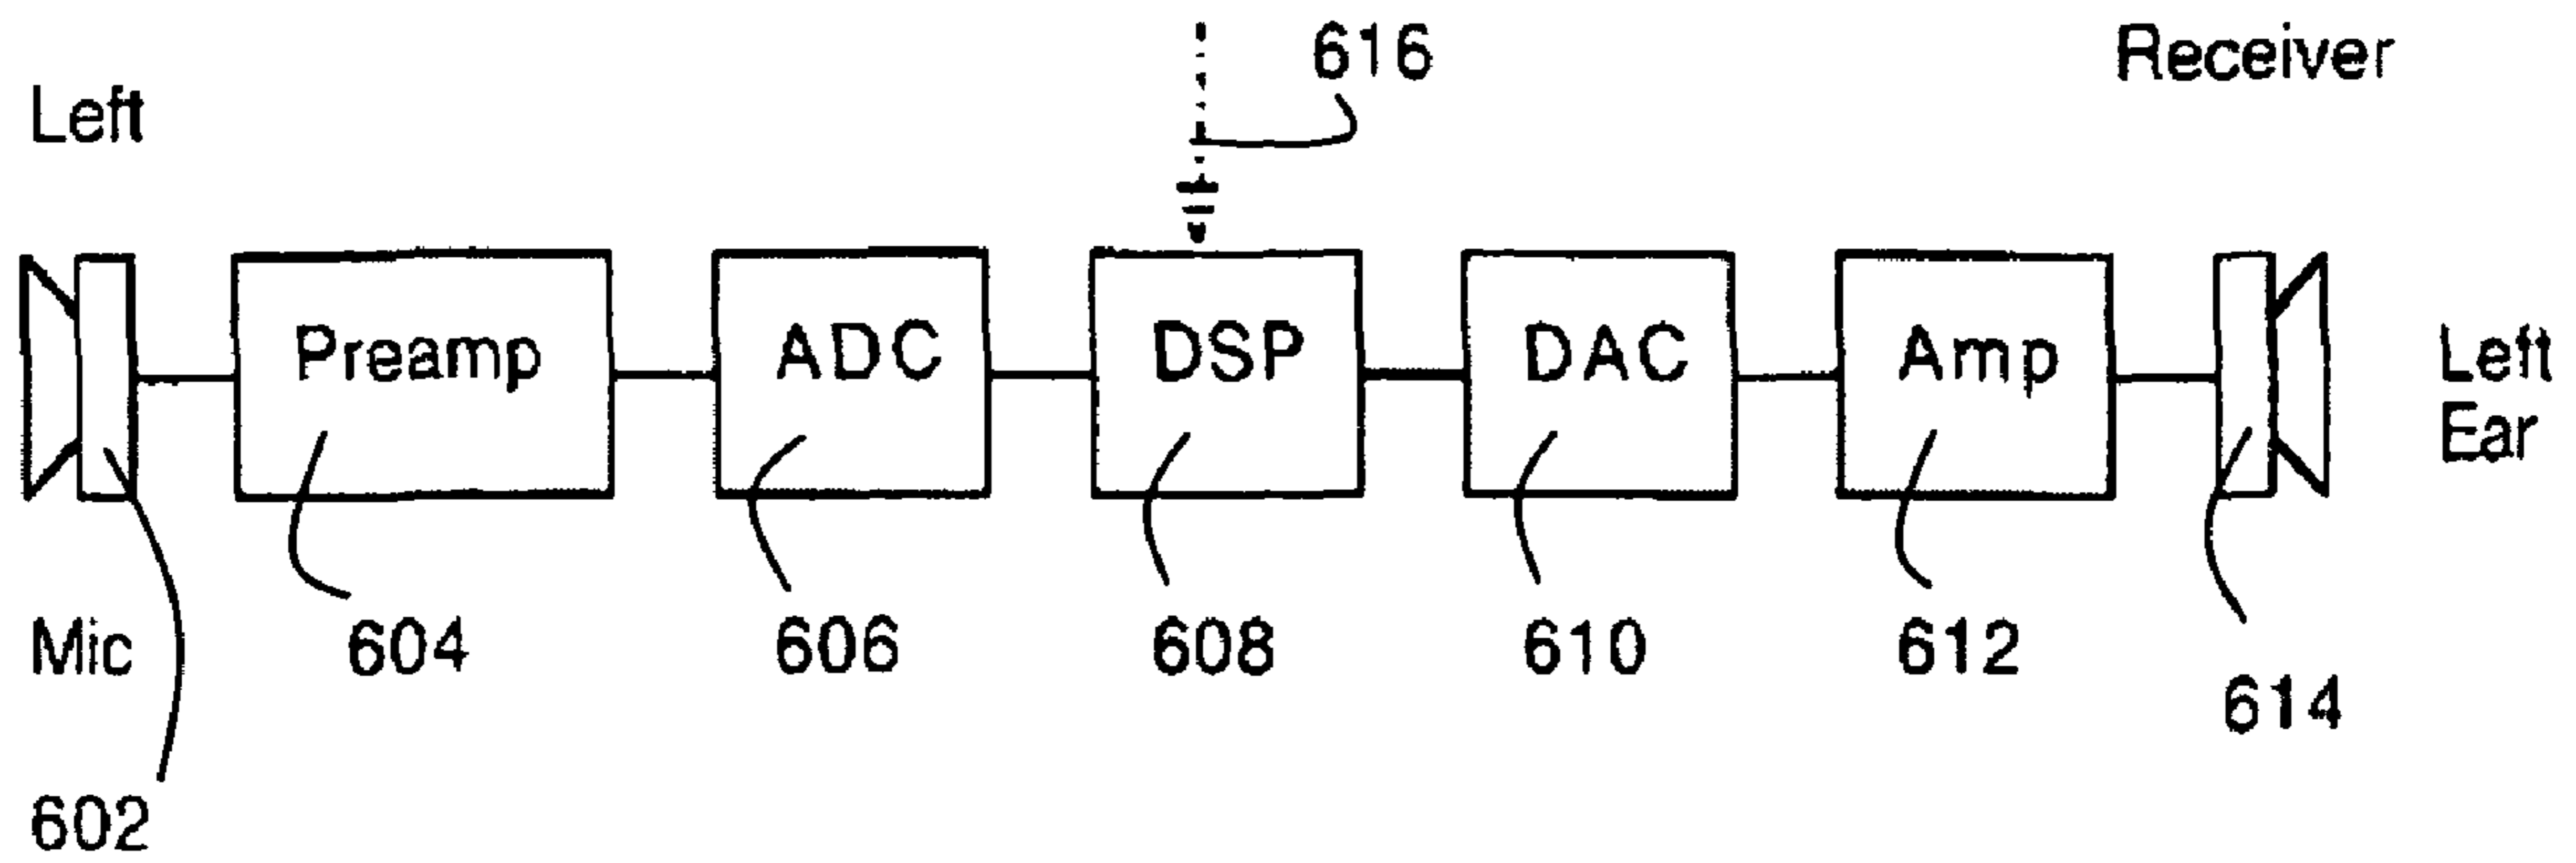 616
Receiver
Left
Preamp
ADC
DSP
DAC
Amp
Left
Ear
Mic
604
606
608
610
612
614
602